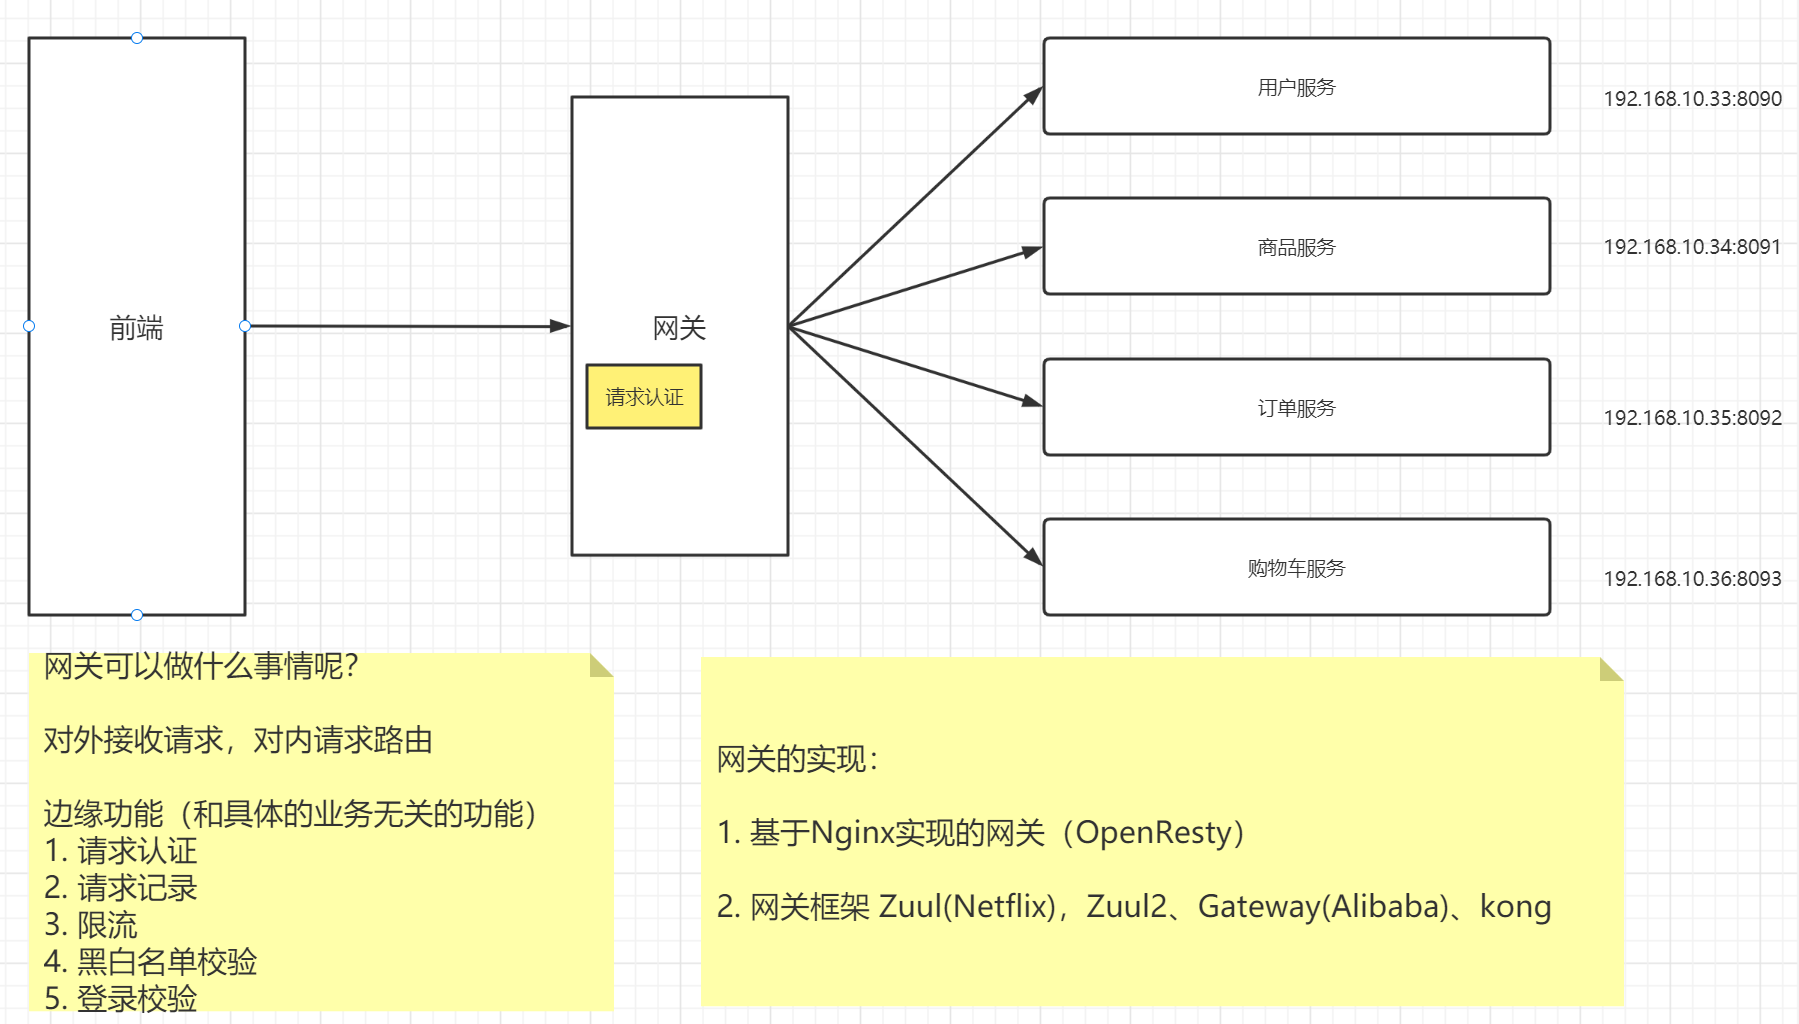 前端
网关
请求认证
用户服务
192.168.10.33:8090
商品服务
192.168.10.34:8091
订单服务
192.168.10.35:8092
购物车服务
192.168.10.36:8093
网关可以做什么事情呢？
对外接收请求，对内请求路由
边缘功能（和具体的业务无关的功能）
1. 请求认证
2. 请求记录
3. 限流
4. 黑白名单校验
5. 登录校验
网关的实现：
1. 基于Nginx实现的网关（OpenResty）
2. 网关框架 Zuul(Netflix)，Zuul2、Gateway(Alibaba)、kong